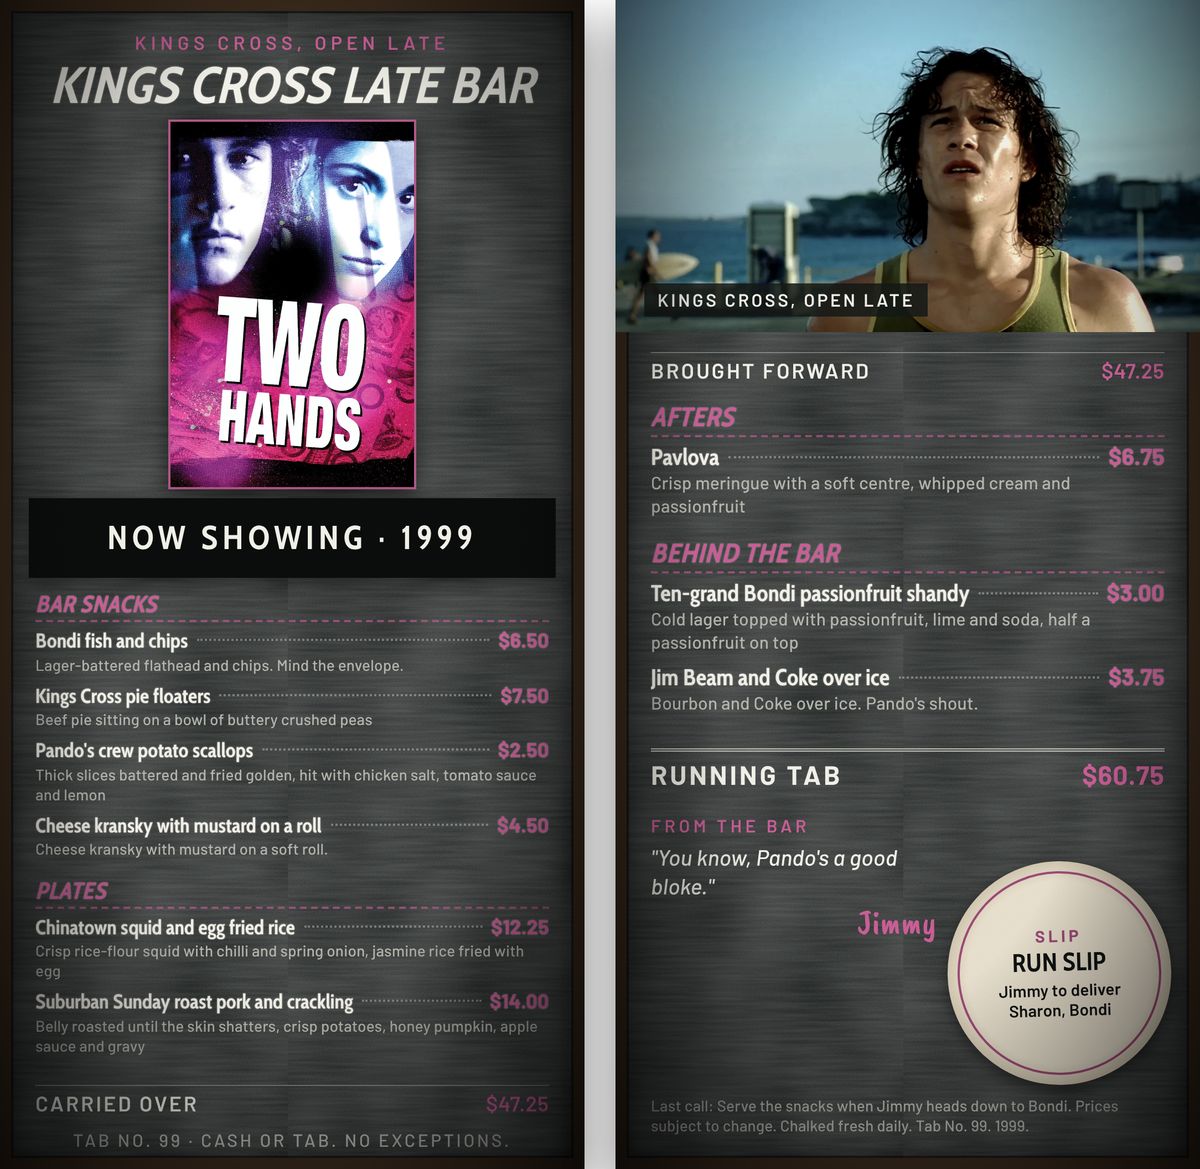 KINGS CROSS, OPEN LATE
KINGS CROSS LATE BAR
TWO
HANDS
NOW SHOWING · 1999
BAR SNACKS
Bondi fish and chips $6.50
Lager-battered flathead and chips. Mind the envelope.
Kings Cross pie floaters $7.50
Beef pie sitting on a bowl of buttery crushed peas
Pando's crew potato scallops $2.50
Thick slices battered and fried golden, hit with chicken salt, tomato sauce
and lemon
Cheese kransky with mustard on a roll $4.50
Cheese kransky with mustard on a soft roll.
PLATES
Chinatown squid and egg fried rice $12.25
Crisp rice-flour squid with chilli and spring onion, jasmine rice fried with
egg
Suburban Sunday roast pork and crackling $14.00
Belly roasted until the skin shatters, crisp potatoes, honey pumpkin, apple
sauce and gravy
CARRIED OVER $47.25
TAB NO. 99 · CASH OR TAB. NO EXCEPTIONS.
KINGS CROSS, OPEN LATE
BROUGHT FORWARD $47.25
AFTERS
Pavlova $6.75
Crisp meringue with a soft centre, whipped cream and
passionfruit
BEHIND THE BAR
Ten-grand Bondi passionfruit shandy $3.00
Cold lager topped with passionfruit, lime and soda, half a
passionfruit on top
Jim Beam and Coke over ice $3.75
Bourbon and Coke over ice. Pando's shout.
RUNNING TAB $60.75
FROM THE BAR
"You know, Pando's a good
bloke."
Jimmy
SLIP
RUN SLIP
Jimmy to deliver
Sharon, Bondi
Last call: Serve the snacks when Jimmy heads down to Bondi. Prices
subject to change. Chalked fresh daily. Tab No. 99. 1999.